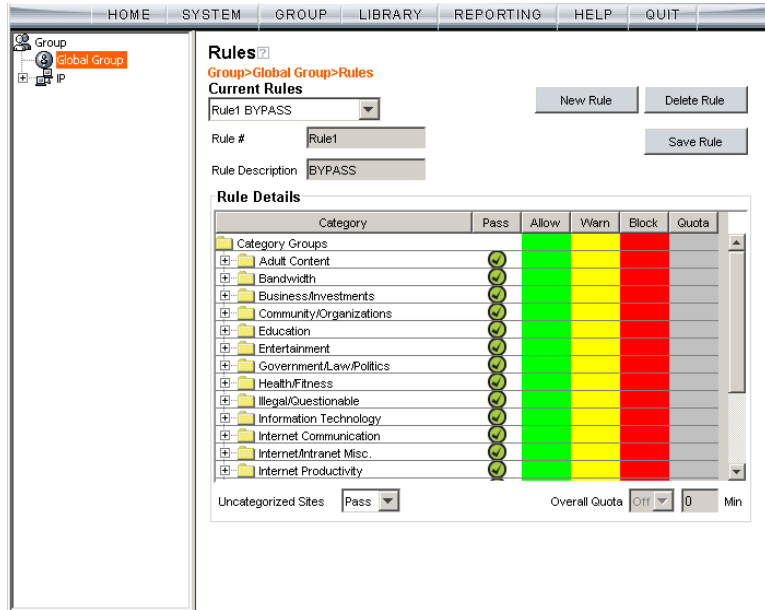 HOME SYSTEM GROUP LIBRARY REPORTING HELP QUIT
Group
Global Group
IP
Rules?
Group>Global Group>Rules
Current Rules
Rule1 BYPASS
New Rule Delete Rule
Rule # Rule1
Save Rule
Rule Description BYPASS
Rule Details
Category Pass Allow Warn Block Quota
Category Groups
Adult Content
Bandwidth
Business/Investments
Community/Organizations
Education
Entertainment
Government/Law/Politics
Health/Fitness
Illegal/Questionable
Information Technology
Internet Communication
Internet/Intranet Misc.
Internet Productivity
Uncategorized Sites Pass Overall Quota Off 0 Min